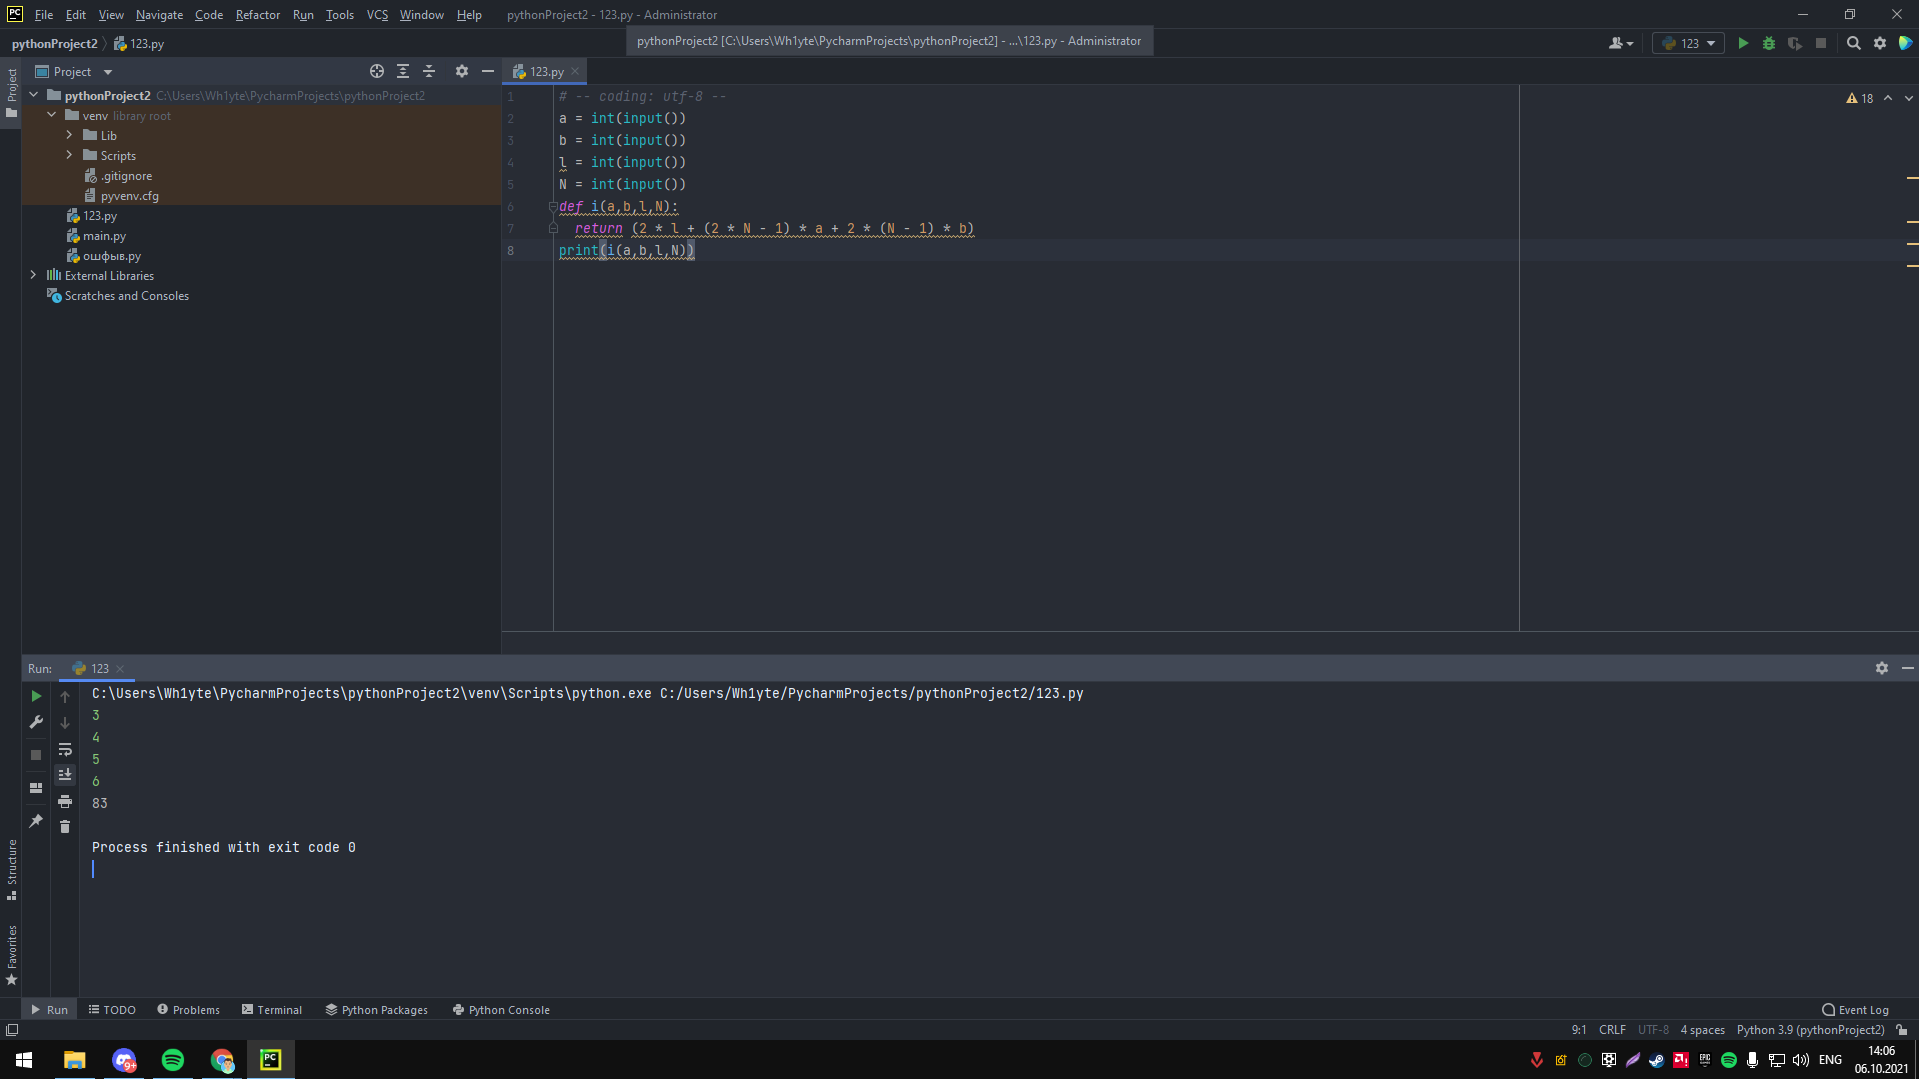 PC File Edit View Navigate Code Refactor Run Tools VCS Window Help pythonProject2 - 123.py - Administrator
pythonProject2 123.py
pythonProject2 [C:\Users\Wh1yte\PycharmProjects\pythonProject2] - ...\123.py - Administrator
123
Project
Project
123.py
pythonProject2 C:\Users\Wh1yte\PycharmProjects\pythonProject2
venv library root
Lib
Scripts
.gitignore
pyvenv.cfg
123.py
main.py
ошфыв.py
External Libraries
Scratches and Consoles
1 # -- coding: utf-8 --
2 a = int(input())
3 b = int(input())
4 l = int(input())
5 N = int(input())
6 def i(a,b,l,N):
7 return (2 * l + (2 * N - 1) * a + 2 * (N - 1) * b)
8 print(i(a,b,l,N))
18
Run: 123
C:\Users\Wh1yte\PycharmProjects\pythonProject2\venv\Scripts\python.exe C:/Users/Wh1yte/PycharmProjects/pythonProject2/123.py
3
4
5
6
83
Process finished with exit code 0
Structure
Favorites
Run TODO Problems Terminal Python Packages Python Console Event Log
9:1 CRLF UTF-8 4 spaces Python 3.9 (pythonProject2)
9+ PC EPIC ENG 14:06
06.10.2021